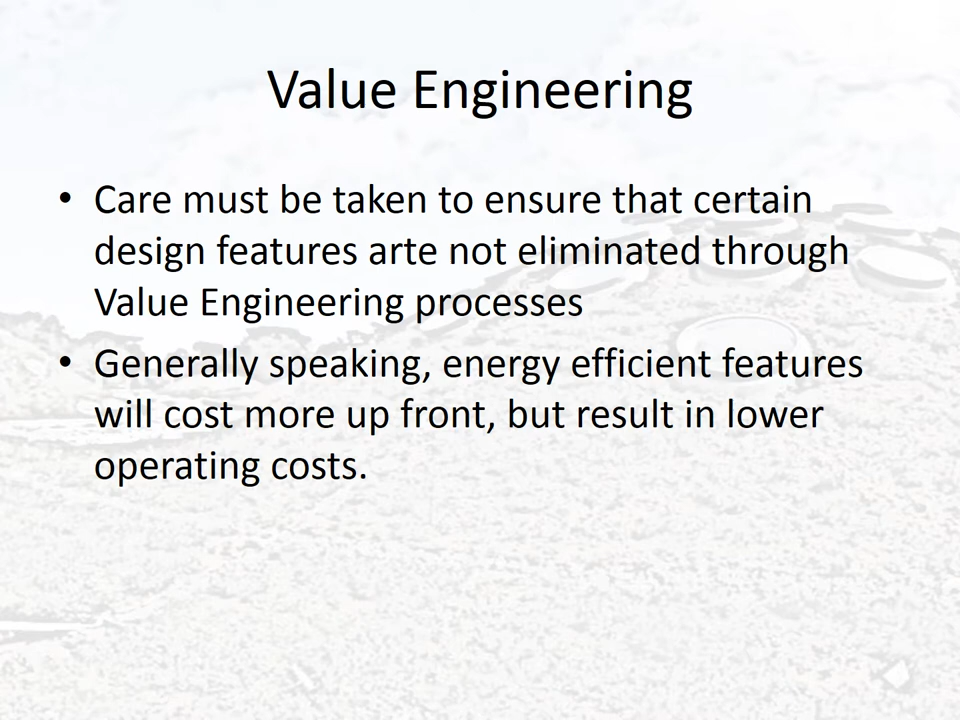 Value Engineering
• Care must be taken to ensure that certain
design features arte not eliminated through
Value Engineering processes
• Generally speaking, energy efficient features
will cost more up front, but result in lower
operating costs.